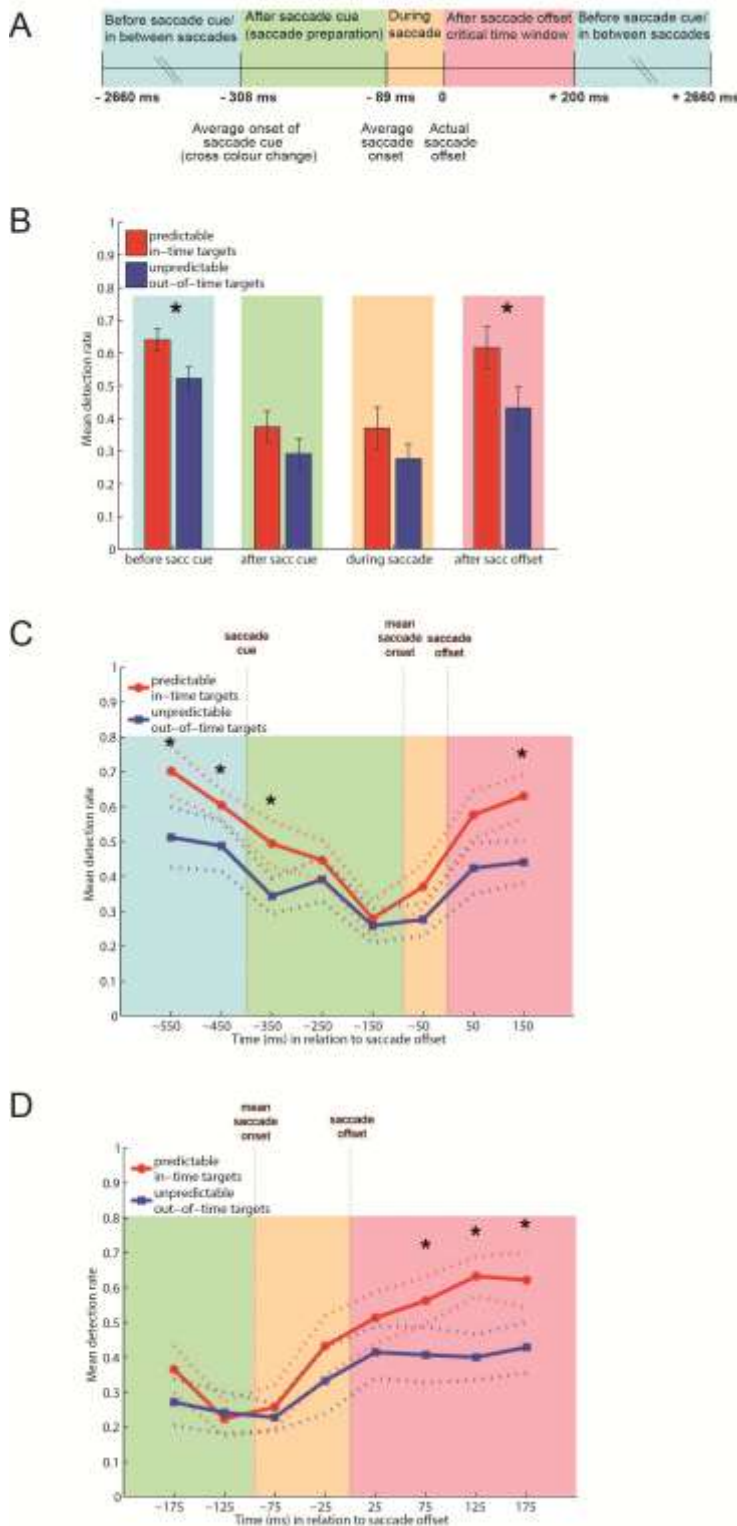 A
Before saccade cue/
in between saccades
After saccade cue
(saccade preparation)
During
saccade
After saccade offset
critical time window
Before saccade cue/
in between saccades
- 2660 ms
- 308 ms
- 89 ms
0
+ 200 ms
+ 2660 ms
Average onset of
saccade cue
(cross colour change)
Average
saccade
onset
Actual
saccade
offset
B
predictable
in-time targets
unpredictable
out-of-time targets
Mean detection rate
1
0.9
0.8
0.7
0.6
0.5
0.4
0.3
0.2
0.1
0
* *
before sacc cue after sacc cue during saccade after sacc offset
C
saccade
cue
mean
saccade
onset
saccade
offset
predictable
in-time targets
unpredictable
out-of-time targets
Mean detection rate
1
0.9
0.8
0.7
0.6
0.5
0.4
0.3
0.2
0.1
0
* * * *
-550 -450 -350 -250 -150 -50 50 150
Time (ms) in relation to saccade offset
D
mean
saccade
onset
saccade
offset
predictable
in-time targets
unpredictable
out-of-time targets
Mean detection rate
1
0.9
0.8
0.7
0.6
0.5
0.4
0.3
0.2
0.1
0
* * *
-175 -125 -75 -25 25 75 125 175
Time (ms) in relation to saccade offset